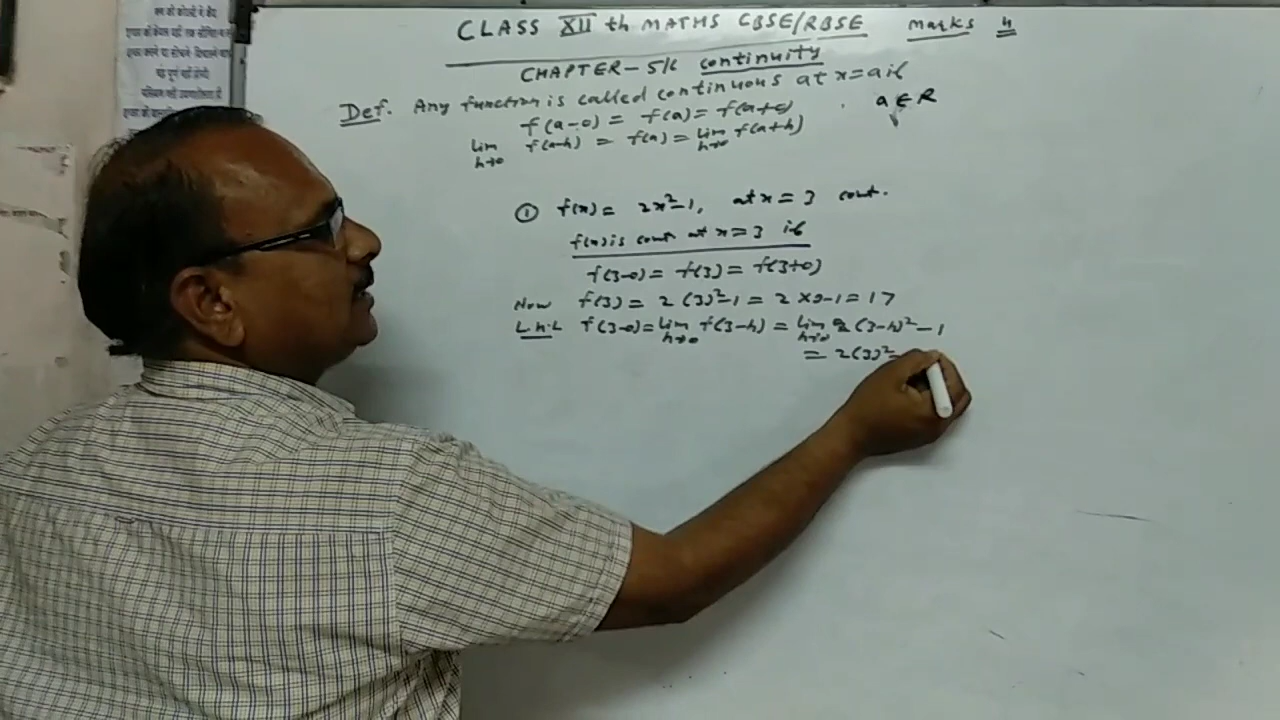 CLASS XII th MATHS CBSE/RBSE marks 4
CHAPTER-5/6 continuity
Def. Any function is called continuous at x=a if
f(a-0) = f(a) = f(a+0) a ∈ R
lim h→0 f(a-h) = f(a) = lim h→0 f(a+h)
① f(x) = 2x²-1, at x = 3 cont.
f(x) is cont at x=3 if
f(3-0) = f(3) = f(3+0)
Now f(3) = 2(3)²-1 = 2×9-1 = 17
L.H.L f(3-0) = lim h→0 f(3-h) = lim h→0 2(3-h)²-1
= 2(3)²-